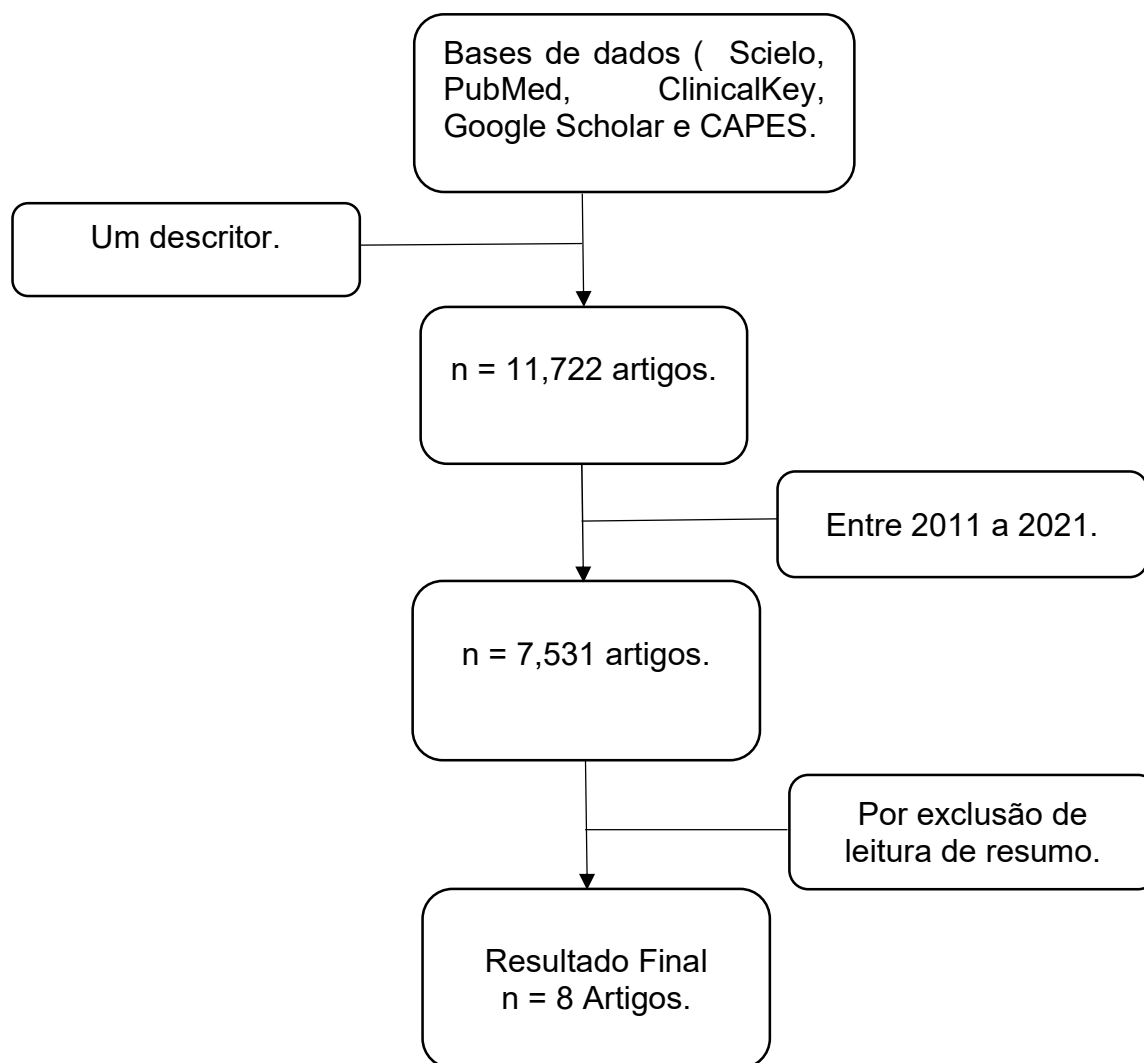 Bases de dados ( Scielo,
PubMed, ClinicalKey,
Google Scholar e CAPES.
Um descritor.
n = 11,722 artigos.
Entre 2011 a 2021.
n = 7,531 artigos.
Por exclusão de
leitura de resumo.
Resultado Final
n = 8 Artigos.